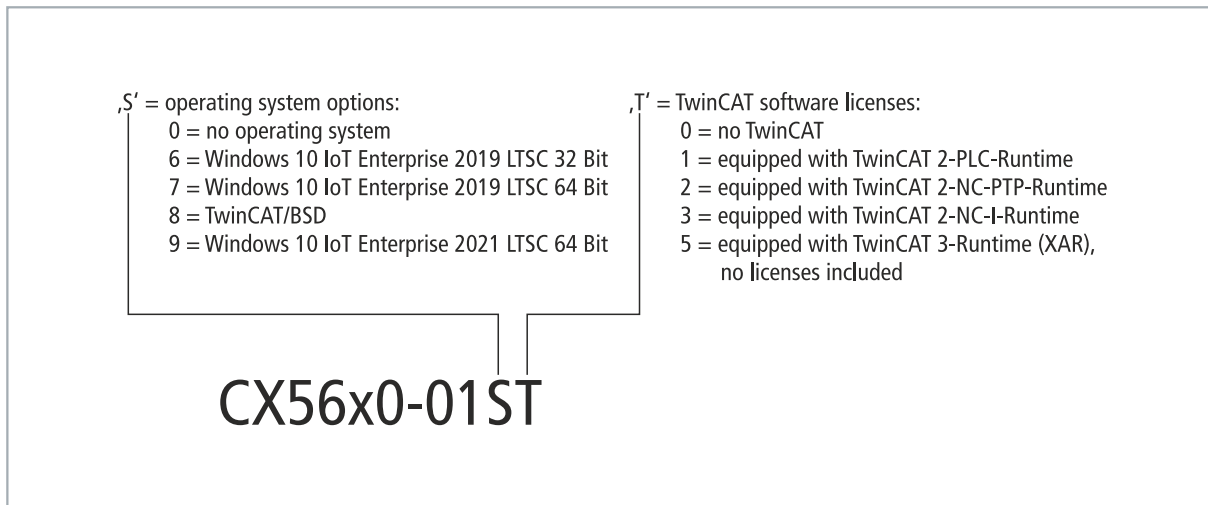 ‚S‘ = operating system options:
0 = no operating system
6 = Windows 10 IoT Enterprise 2019 LTSC 32 Bit
7 = Windows 10 IoT Enterprise 2019 LTSC 64 Bit
8 = TwinCAT/BSD
9 = Windows 10 IoT Enterprise 2021 LTSC 64 Bit
‚T‘ = TwinCAT software licenses:
0 = no TwinCAT
1 = equipped with TwinCAT 2-PLC-Runtime
2 = equipped with TwinCAT 2-NC-PTP-Runtime
3 = equipped with TwinCAT 2-NC-I-Runtime
5 = equipped with TwinCAT 3-Runtime (XAR),
no licenses included
CX56x0-01ST